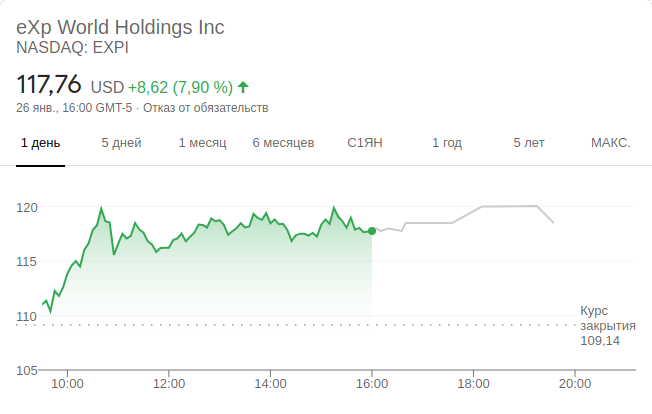 eXp World Holdings Inc
NASDAQ: EXPI
117,76 USD +8,62 (7,90 %)
26 янв., 16:00 GMT-5 · Отказ от обязательств
1 день 5 дней 1 месяц 6 месяцев С1ЯН 1 год 5 лет МАКС.
120
115
110
Курс
закрытия
109,14
105
10:00 12:00 14:00 16:00 18:00 20:00